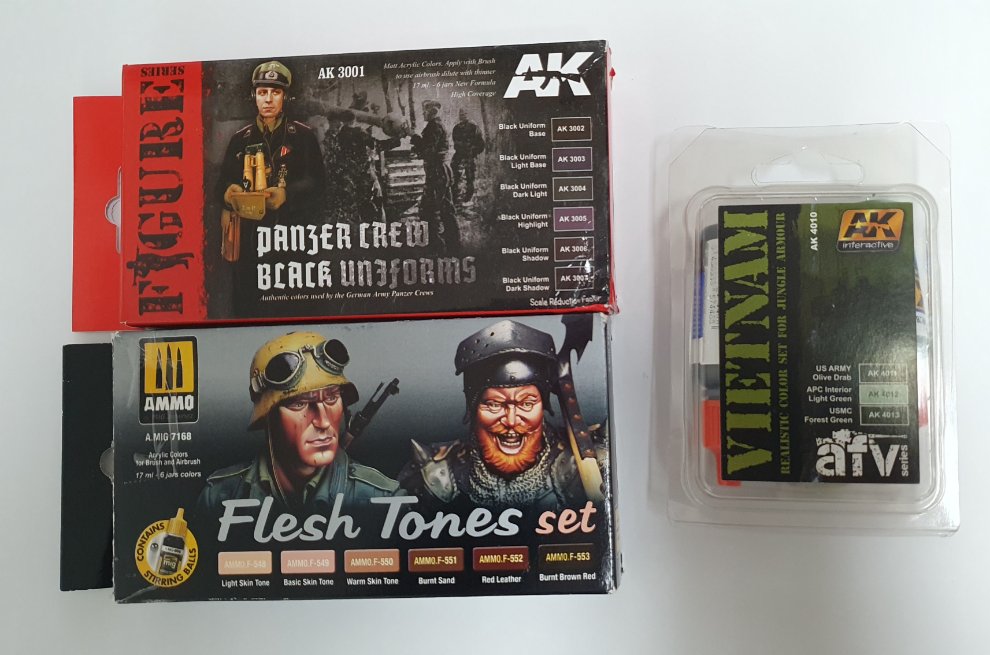 FIGURE
SERIES
AK 3001
Matt Acrylic Colors. Apply with Brush
to use airbrush dilute with thinner
17 ml - 6 jars New Formula
High Coverage
AK
Black Uniform
Base
AK 3002
Black Uniform
Light Base
AK 3003
Black Uniform
Dark Light
AK 3004
Black Uniform
Highlight
AK 3005
Black Uniform
Shadow
AK 3006
Black Uniform
Dark Shadow
AK 3007
PANZER CREW
BLACK UNIFORMS
Authentic colors used by the German Army Panzer Crews
Scale Reduction Factor
AMMO
A.MIG 7168
Acrylic Colors
for Brush and Airbrush
17 ml - 6 jars colors
CONTAINS
STIRRING BALLS
Flesh Tones set
AMMO.F-548
AMMO.F-549
AMMO.F-550
AMMO.F-551
AMMO.F-552
AMMO.F-553
Light Skin Tone
Basic Skin Tone
Warm Skin Tone
Burnt Sand
Red Leather
Burnt Brown Red
VIETNAM
REALISTIC COLOR SET FOR JUNGLE ARMOUR
AK 4010
AK
interactive
US ARMY
Olive Drab
AK 4011
APC Interior
Light Green
AK 4012
USMC
Forest Green
AK 4013
afv
series